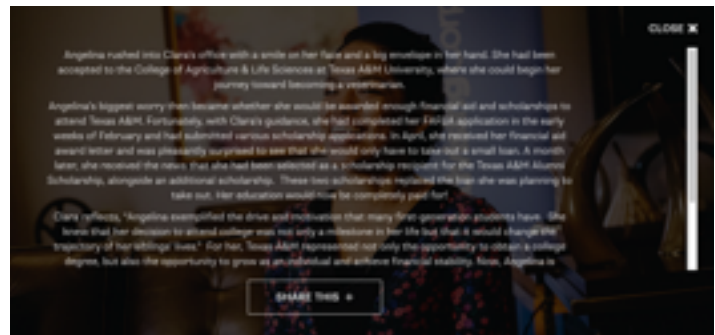 CLOSE ✖
Angelina rushed into Clara's office with a smile on her face and a big envelope in her hand. She had been
accepted to the College of Agriculture & Life Sciences at Texas A&M University, where she could begin her
journey toward becoming a veterinarian.
Angelina's biggest worry then became whether she would be awarded enough financial aid and scholarships to
attend Texas A&M. Fortunately, with Clara's guidance, she had completed her FAFSA application in the early
weeks of February and had submitted various scholarship applications. In April, she received her financial aid
award letter and was pleasantly surprised to see that she would only have to take out a small loan. A month
later, she received the news that she had been selected as a scholarship recipient for the Texas A&M Alumni
Scholarship, alongside an additional scholarship. These two scholarships replaced the loan she was planning to
take out. Her education would now be completely paid for!
Clara reflects, "Angelina exemplified the drive and motivation that many first-generation students have. She
knew that her decision to attend college was not only a milestone in her life but that it would change the
trajectory of her siblings' lives." For her, Texas A&M represented not only the opportunity to obtain a college
degree, but also the opportunity to grow as an individual and achieve financial stability. Now, Angelina is
SHARE THIS +